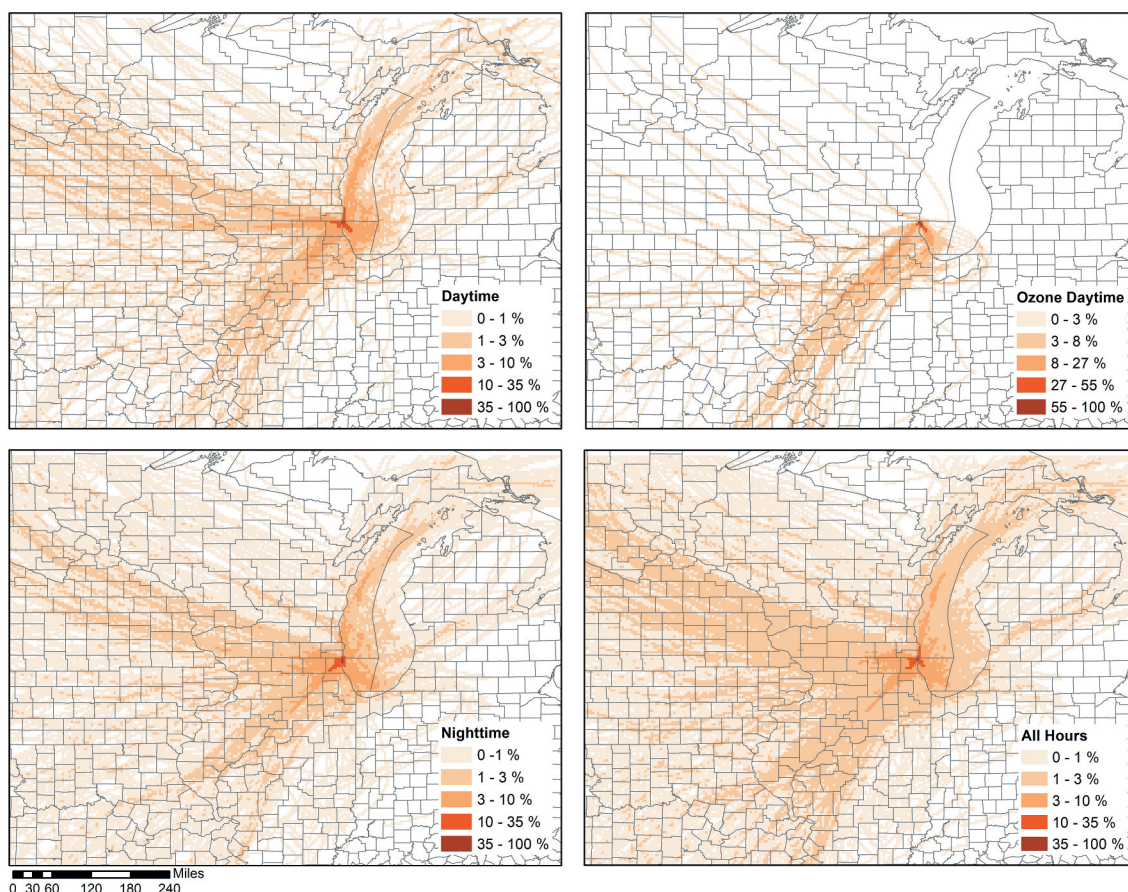 Daytime
0 - 1 %
1 - 3 %
3 - 10 %
10 - 35 %
35 - 100 %
Ozone Daytime
0 - 3 %
3 - 8 %
8 - 27 %
27 - 55 %
55 - 100 %
Nighttime
0 -1 %
1 - 3 %
3 - 10 %
10 - 35 %
35 - 100 %
All Hours
0 - 1 %
1 - 3 %
3 - 10 %
10 - 35 %
35 - 100 %
Miles
0 30 60 120 180 240